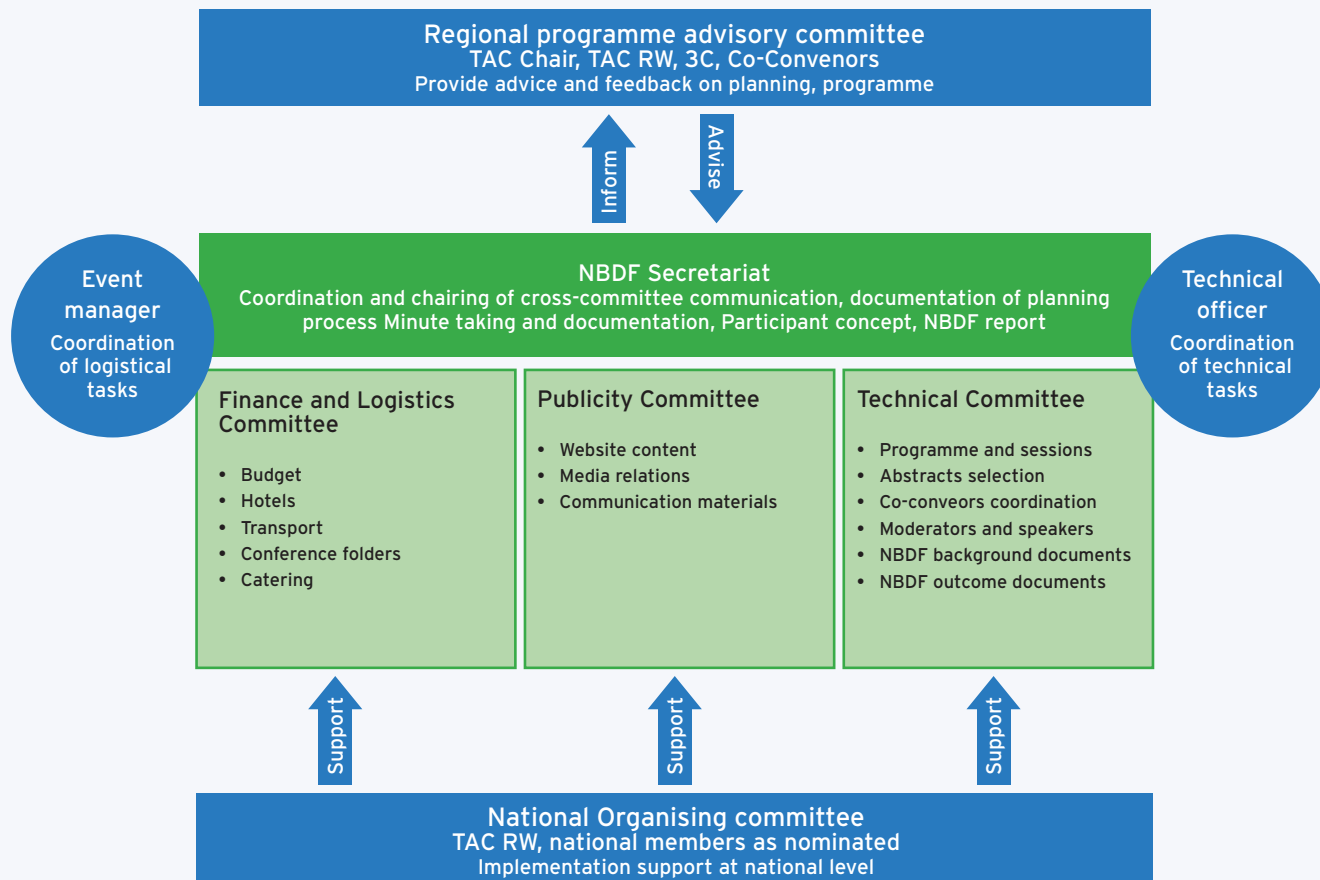 Regional programme advisory committee
TAC Chair, TAC RW, 3C, Co-Convenors
Provide advice and feedback on planning, programme
Inform
Advise
Event
manager
Coordination
of logistical
tasks
NBDF Secretariat
Coordination and chairing of cross-committee communication, documentation of planning
process Minute taking and documentation, Participant concept, NBDF report
Technical
officer
Coordination
of technical
tasks
Finance and Logistics
Committee
• Budget
• Hotels
• Transport
• Conference folders
• Catering
Publicity Committee
• Website content
• Media relations
• Communication materials
Technical Committee
• Programme and sessions
• Abstracts selection
• Co-conveors coordination
• Moderators and speakers
• NBDF background documents
• NBDF outcome documents
Support
Support
Support
National Organising committee
TAC RW, national members as nominated
Implementation support at national level